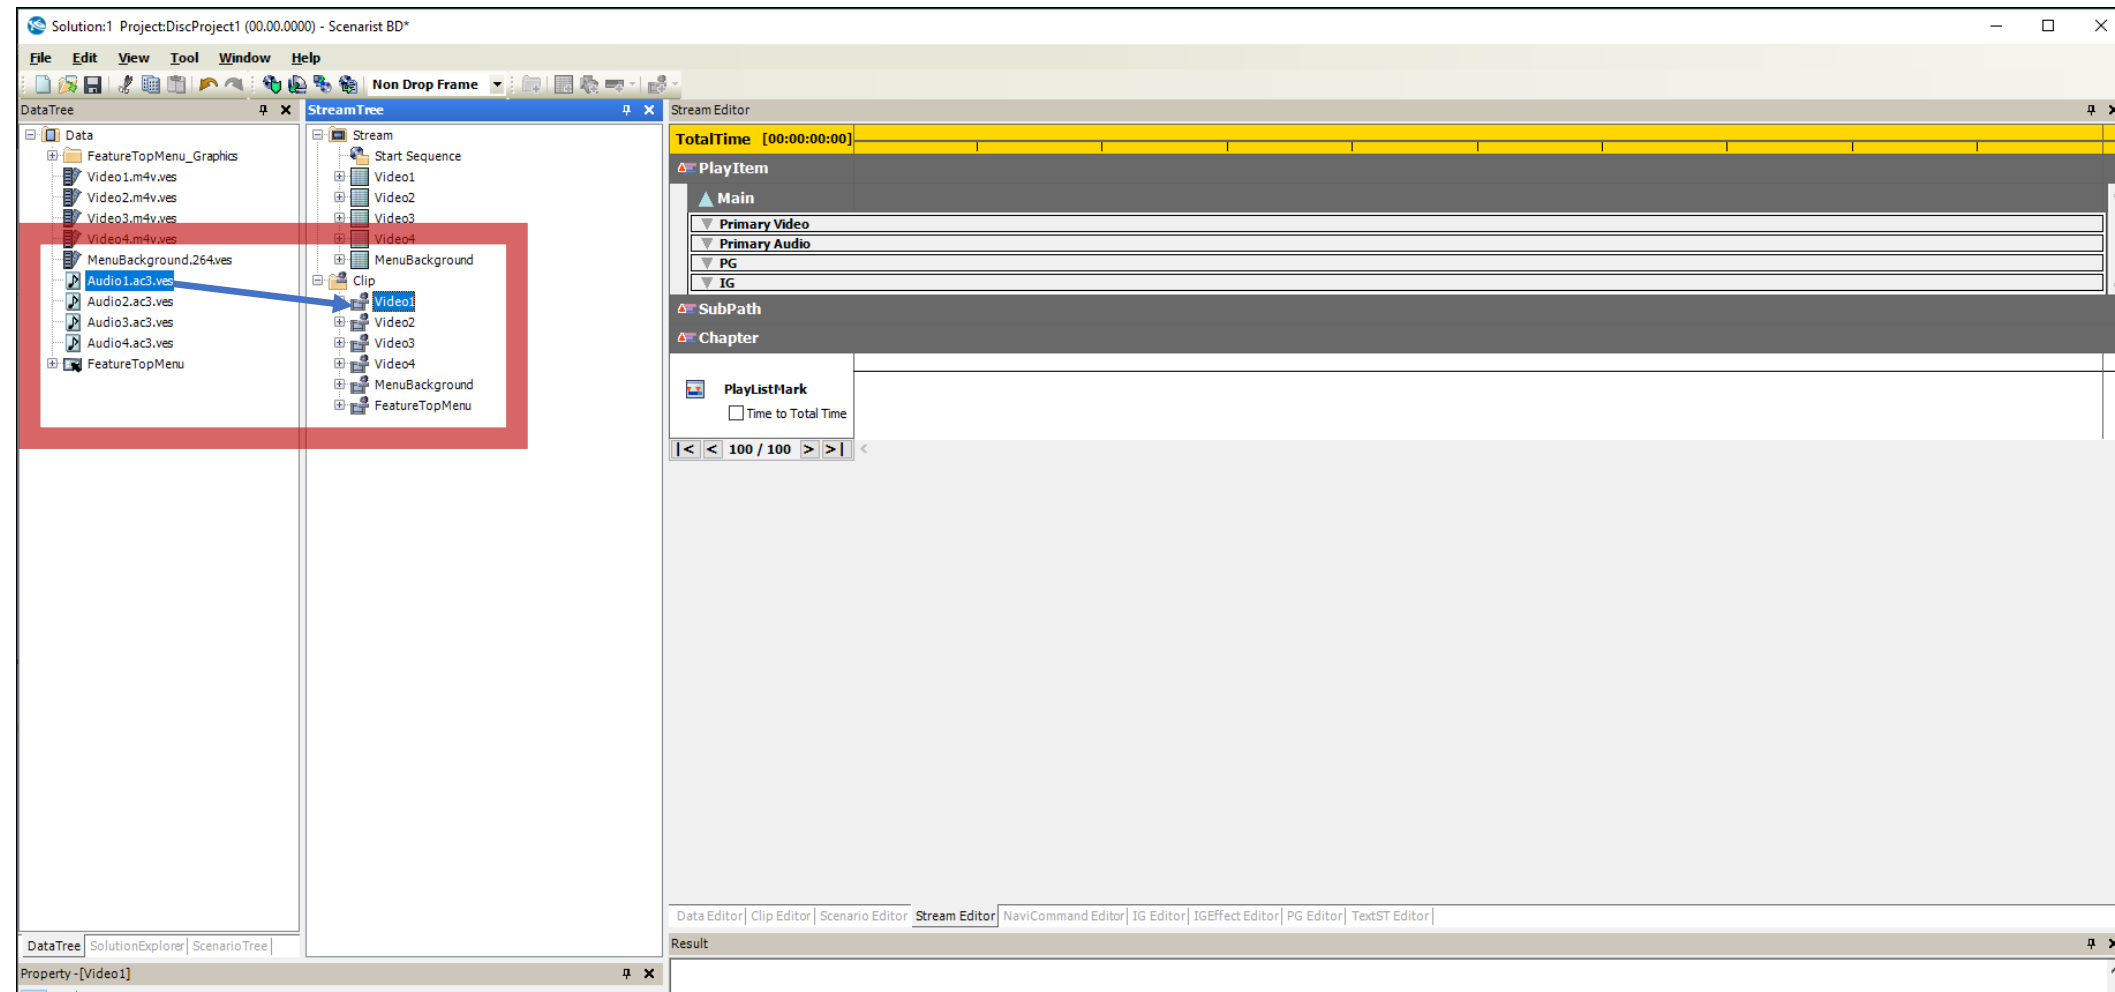 Solution:1 Project:DiscProject1 (00.00.0000) - Scenarist BD*
File Edit View Tool Window Help
Non Drop Frame
DataTree
Data
FeatureTopMenu_Graphics
Video1.m4v.ves
Video2.m4v.ves
Video3.m4v.ves
Video4.m4v.ves
MenuBackground.264.ves
Audio1.ac3.ves
Audio2.ac3.ves
Audio3.ac3.ves
Audio4.ac3.ves
FeatureTopMenu
DataTree SolutionExplorer ScenarioTree
StreamTree
Stream
Start Sequence
Video1
Video2
Video3
Video4
MenuBackground
Clip
Video1
Video2
Video3
Video4
MenuBackground
FeatureTopMenu
Stream Editor
TotalTime [00:00:00:00]
PlayItem
Main
Primary Video
Primary Audio
PG
IG
SubPath
Chapter
PlayListMark
Time to Total Time
|< < 100 / 100 > >|
Data Editor Clip Editor Scenario Editor Stream Editor NaviCommand Editor IG Editor IGEffect Editor PG Editor TextST Editor
Result
Property -[Video1]